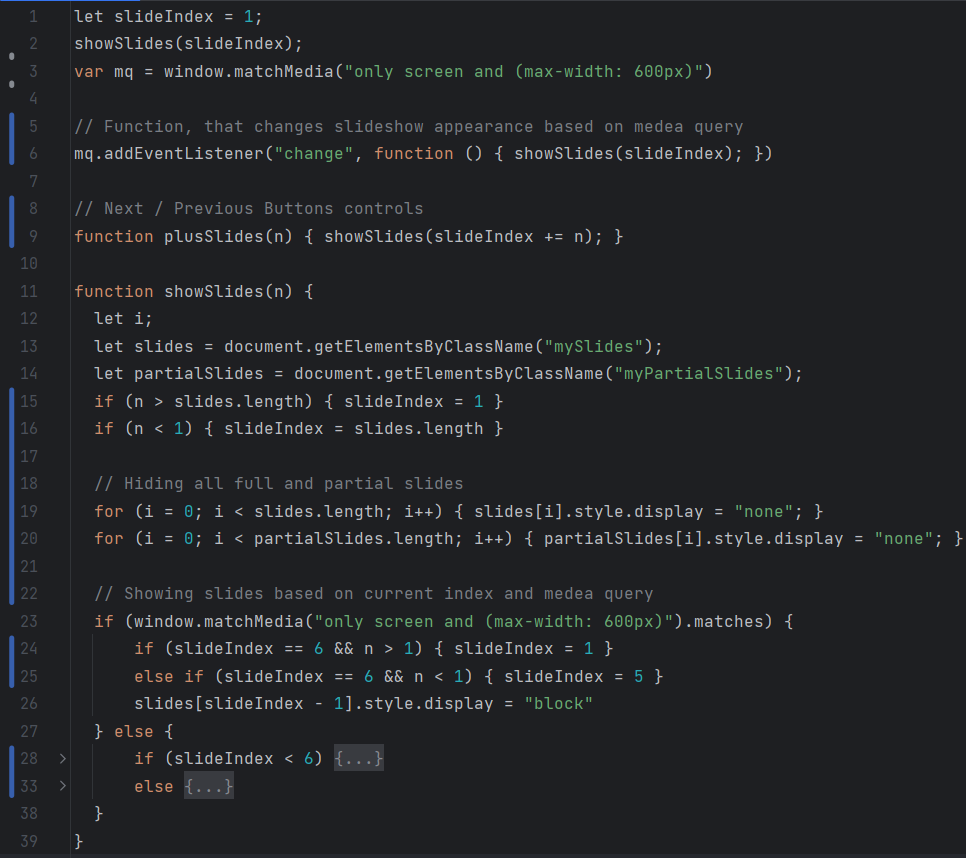 1 let slideIndex = 1;
2 showSlides(slideIndex);
3 var mq = window.matchMedia("only screen and (max-width: 600px)")
4
5 // Function, that changes slideshow appearance based on medea query
6 mq.addEventListener("change", function () { showSlides(slideIndex); })
7
8 // Next / Previous Buttons controls
9 function plusSlides(n) { showSlides(slideIndex += n); }
10
11 function showSlides(n) {
12   let i;
13   let slides = document.getElementsByClassName("mySlides");
14   let partialSlides = document.getElementsByClassName("myPartialSlides");
15   if (n > slides.length) { slideIndex = 1 }
16   if (n < 1) { slideIndex = slides.length }
17
18   // Hiding all full and partial slides
19   for (i = 0; i < slides.length; i++) { slides[i].style.display = "none"; }
20   for (i = 0; i < partialSlides.length; i++) { partialSlides[i].style.display = "none"; }
21
22   // Showing slides based on current index and medea query
23   if (window.matchMedia("only screen and (max-width: 600px)").matches) {
24       if (slideIndex == 6 && n > 1) { slideIndex = 1 }
25       else if (slideIndex == 6 && n < 1) { slideIndex = 5 }
26       slides[slideIndex - 1].style.display = "block"
27   } else {
28       if (slideIndex < 6) {...}
33       else {...}
38   }
39 }